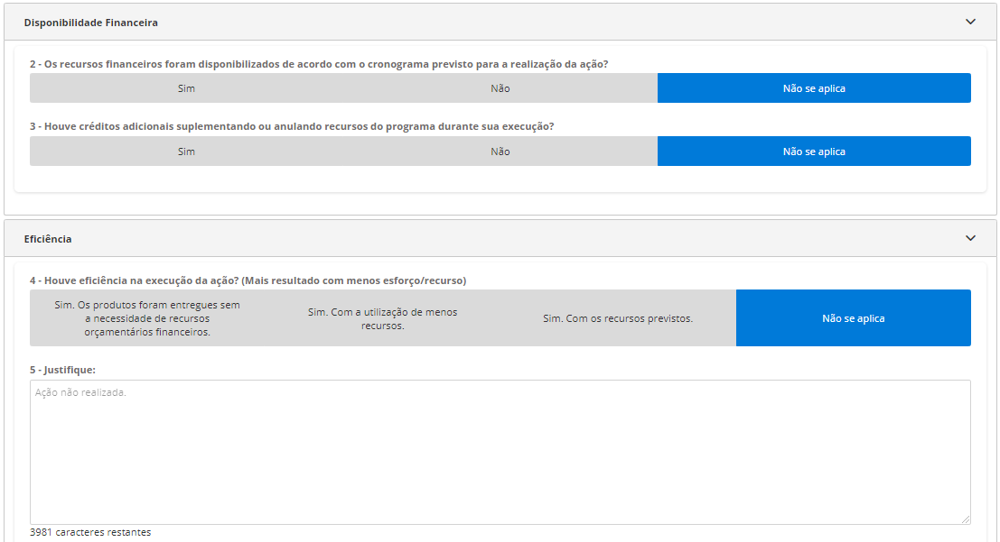 Disponibilidade Financeira
2 - Os recursos financeiros foram disponibilizados de acordo com o cronograma previsto para a realização da ação?
Sim Não Não se aplica
3 - Houve créditos adicionais suplementando ou anulando recursos do programa durante sua execução?
Sim Não Não se aplica
Eficiência
4 - Houve eficiência na execução da ação? (Mais resultado com menos esforço/recurso)
Sim. Os produtos foram entregues sem
a necessidade de recursos
orçamentários financeiros.
Sim. Com a utilização de menos
recursos.
Sim. Com os recursos previstos.
Não se aplica
5 - Justifique:
Ação não realizada.
3981 caracteres restantes